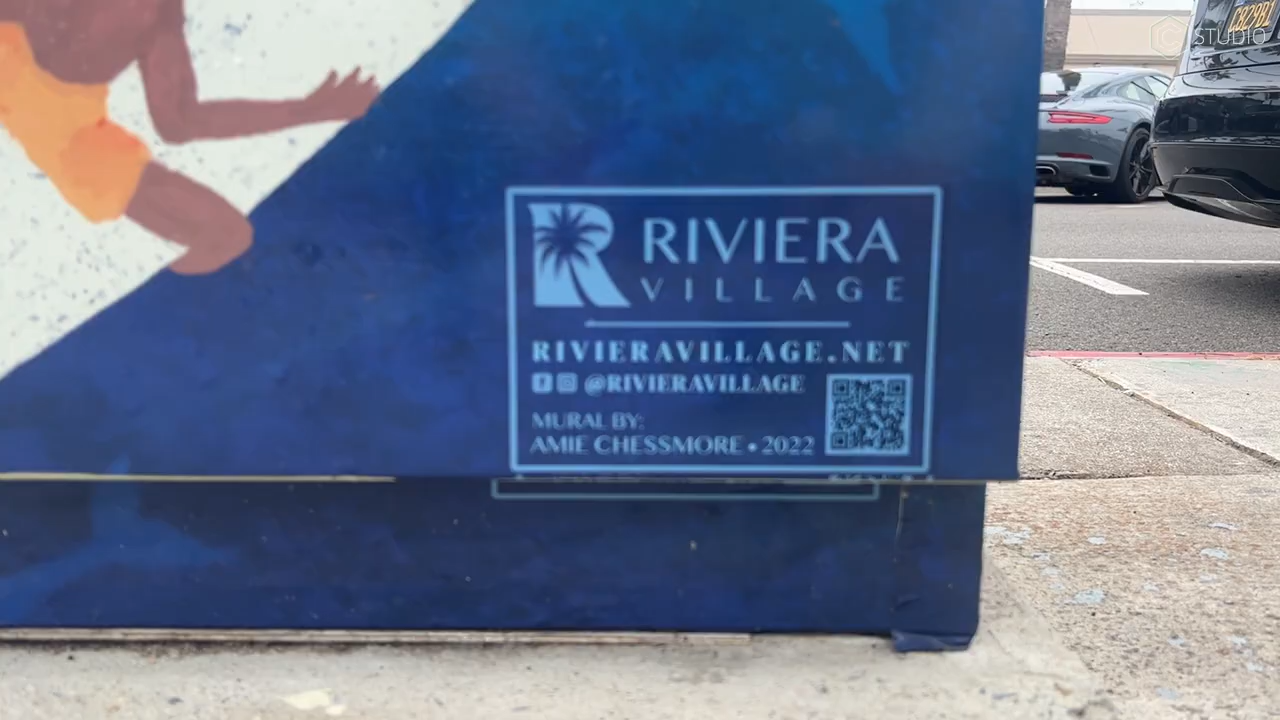 STUDIO
RIVIERA
VILLAGE
RIVIERAVILLAGE.NET
@RIVIERAVILLAGE
MURAL BY:
AMIE CHESSMORE • 2022